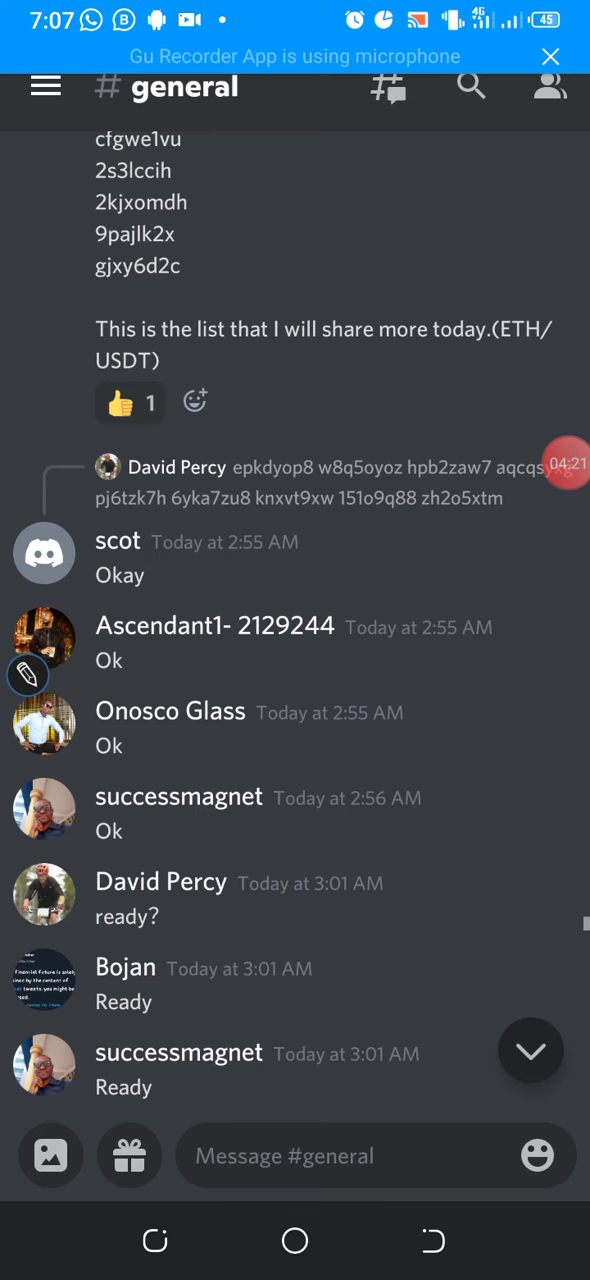 7:07 B 4G 45
Gu Recorder App is using microphone
# general
cfgwe1vu
2s3lccih
2kjxomdh
9pajlk2x
gjxy6d2c
This is the list that I will share more today.(ETH/
USDT)
👍 1
David Percy epkdyop8 w8q5oyoz hpb2zaw7
04:21
pj6tzk7h 6yka7zu8 knxvt9xw 151o9q88 zh2o5xtm
scot Today at 2:55 AM
Okay
Ascendant1- 2129244 Today at 2:55 AM
Ok
Onosco Glass Today at 2:55 AM
Ok
successmagnet Today at 2:56 AM
Ok
David Percy Today at 3:01 AM
ready?
Bojan Today at 3:01 AM
Ready
successmagnet Today at 3:01 AM
Ready
Message #general